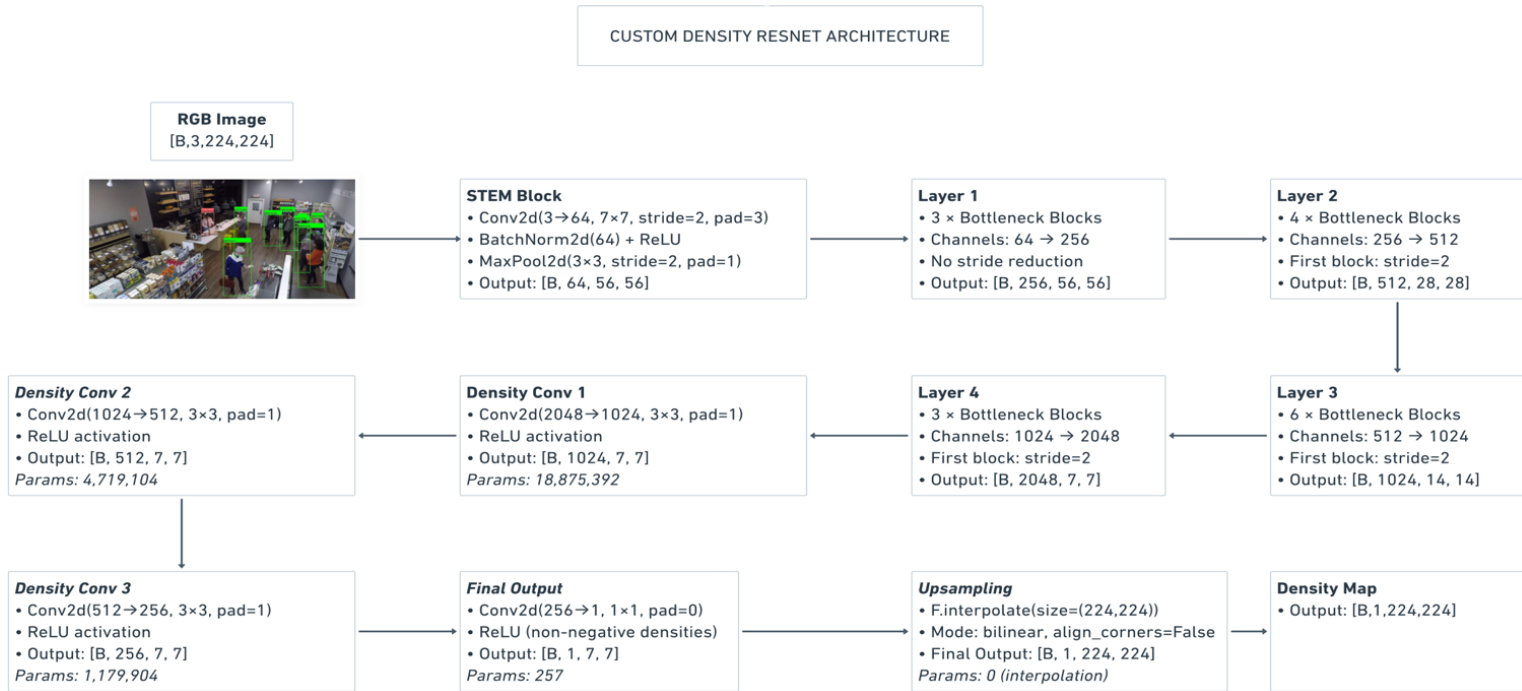 CUSTOM DENSITY RESNET ARCHITECTURE
RGB Image
[B,3,224,224]
STEM Block
• Conv2d(3→64, 7×7, stride=2, pad=3)
• BatchNorm2d(64) + ReLU
• MaxPool2d(3×3, stride=2, pad=1)
• Output: [B, 64, 56, 56]
Layer 1
• 3 × Bottleneck Blocks
• Channels: 64 → 256
• No stride reduction
• Output: [B, 256, 56, 56]
Layer 2
• 4 × Bottleneck Blocks
• Channels: 256 → 512
• First block: stride=2
• Output: [B, 512, 28, 28]
Layer 3
• 6 × Bottleneck Blocks
• Channels: 512 → 1024
• First block: stride=2
• Output: [B, 1024, 14, 14]
Layer 4
• 3 × Bottleneck Blocks
• Channels: 1024 → 2048
• First block: stride=2
• Output: [B, 2048, 7, 7]
Density Conv 1
• Conv2d(2048→1024, 3×3, pad=1)
• ReLU activation
• Output: [B, 1024, 7, 7]
Params: 18,875,392
Density Conv 2
• Conv2d(1024→512, 3×3, pad=1)
• ReLU activation
• Output: [B, 512, 7, 7]
Params: 4,719,104
Density Conv 3
• Conv2d(512→256, 3×3, pad=1)
• ReLU activation
• Output: [B, 256, 7, 7]
Params: 1,179,904
Final Output
• Conv2d(256→1, 1×1, pad=0)
• ReLU (non-negative densities)
• Output: [B, 1, 7, 7]
Params: 257
Upsampling
• F.interpolate(size=(224,224))
• Mode: bilinear, align_corners=False
• Final Output: [B, 1, 224, 224]
Params: 0 (interpolation)
Density Map
• Output: [B,1,224,224]